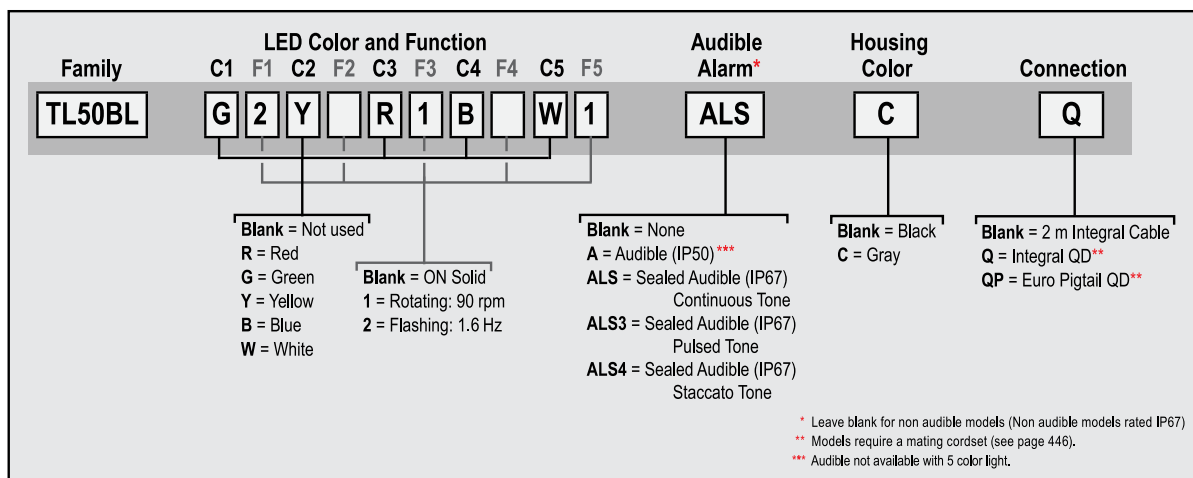 LED Color and Function
Audible
Alarm*
Housing
Color
Family
C1 F1 C2 F2 C3 F3 C4 F4 C5 F5
Connection
TL50BL
G 2 Y R 1 B W 1
ALS
C
Q
Blank = Not used
R = Red
G = Green
Y = Yellow
B = Blue
W = White
Blank = ON Solid
1 = Rotating: 90 rpm
2 = Flashing: 1.6 Hz
Blank = None
A = Audible (IP50)***
ALS = Sealed Audible (IP67)
Continuous Tone
ALS3 = Sealed Audible (IP67)
Pulsed Tone
ALS4 = Sealed Audible (IP67)
Staccato Tone
Blank = Black
C = Gray
Blank = 2 m Integral Cable
Q = Integral QD**
QP = Euro Pigtail QD**
* Leave blank for non audible models (Non audible models rated IP67)
** Models require a mating cordset (see page 446).
*** Audible not available with 5 color light.